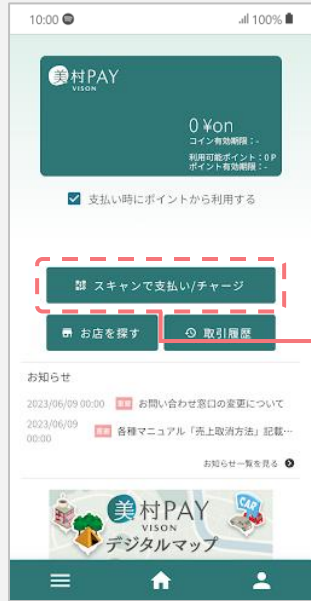 10:00
100%
美村PAY
VISON
0 ¥on
コイン有効期限：-
利用可能ポイント：0 P
ポイント有効期限：-
支払い時にポイントから利用する
スキャンで支払い/チャージ
お店を探す
取引履歴
お知らせ
2023/06/09 00:00 重要 お問い合わせ窓口の変更について
2023/06/09 00:00 各種マニュアル「売上取消方法」記載…
お知らせ一覧を見る
美村PAY
VISON
デジタルマップ
CAR